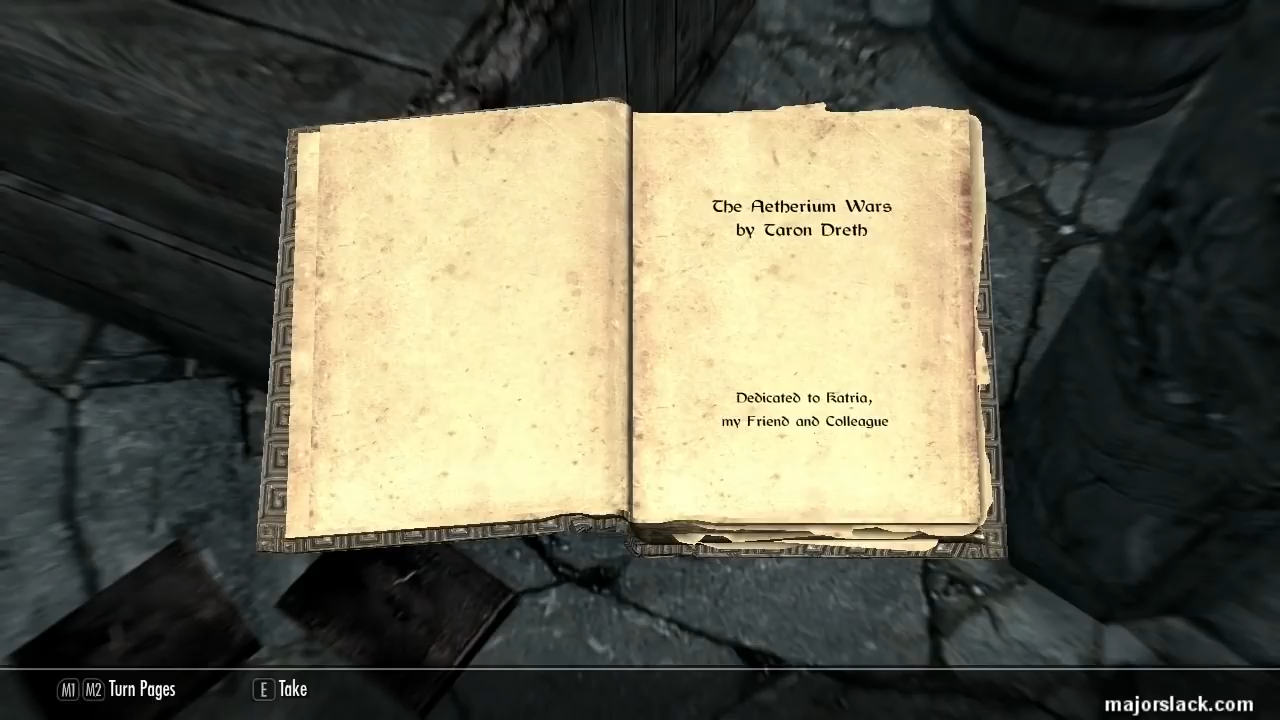 The Aetherium Wars
by Taron Dreth
Dedicated to Katria,
my Friend and Colleague
M1 M2 Turn Pages
E Take
majorslack.com